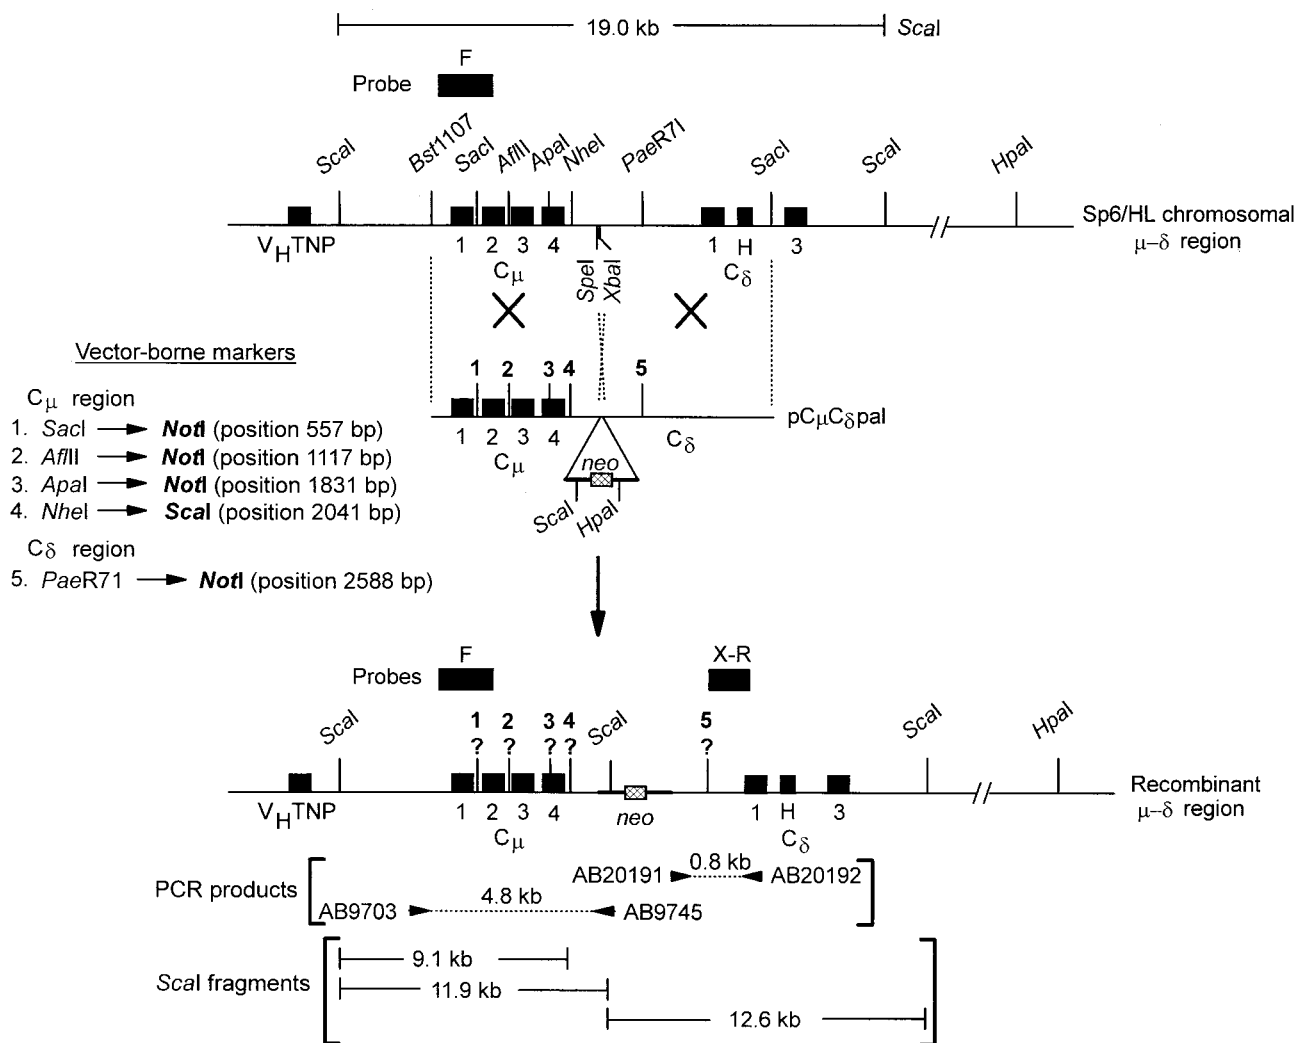 19.0 kb ScaI
F
Probe
ScaI Bst1107 SacI AflII ApaI NheI PaeR7I SacI ScaI HpaI
Sp6/HL chromosomal
μ–δ region
VHTNP 1 2 3 4 1 H 3
Cμ Cδ
SpeI XbaI
Vector-borne markers
Cμ region
1. SacI NotI (position 557 bp)
2. AflII NotI (position 1117 bp)
3. ApaI NotI (position 1831 bp)
4. NheI ScaI (position 2041 bp)
Cδ region
5. PaeR71 NotI (position 2588 bp)
1 2 3 4 5
pCμCδpal
1 2 3 4 Cδ
Cμ
neo
ScaI HpaI
F X-R
Probes
ScaI 1 2 3 4 ScaI 5 ScaI HpaI
? ? ? ? ?
Recombinant
μ–δ region
VHTNP 1 2 3 4 neo 1 H 3
Cμ Cδ
PCR products
AB20191 0.8 kb AB20192
AB9703 4.8 kb AB9745
ScaI fragments
9.1 kb
11.9 kb
12.6 kb